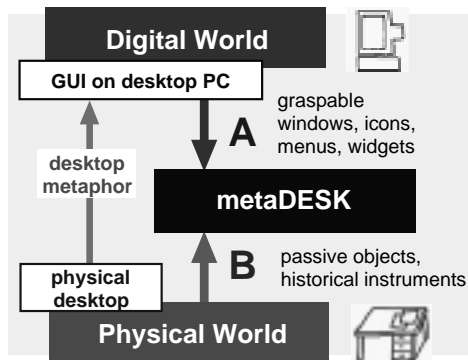 Digital World
GUI on desktop PC
A
graspable
windows, icons,
menus, widgets
desktop
metaphor
metaDESK
B
passive objects,
historical instruments
physical
desktop
Physical World